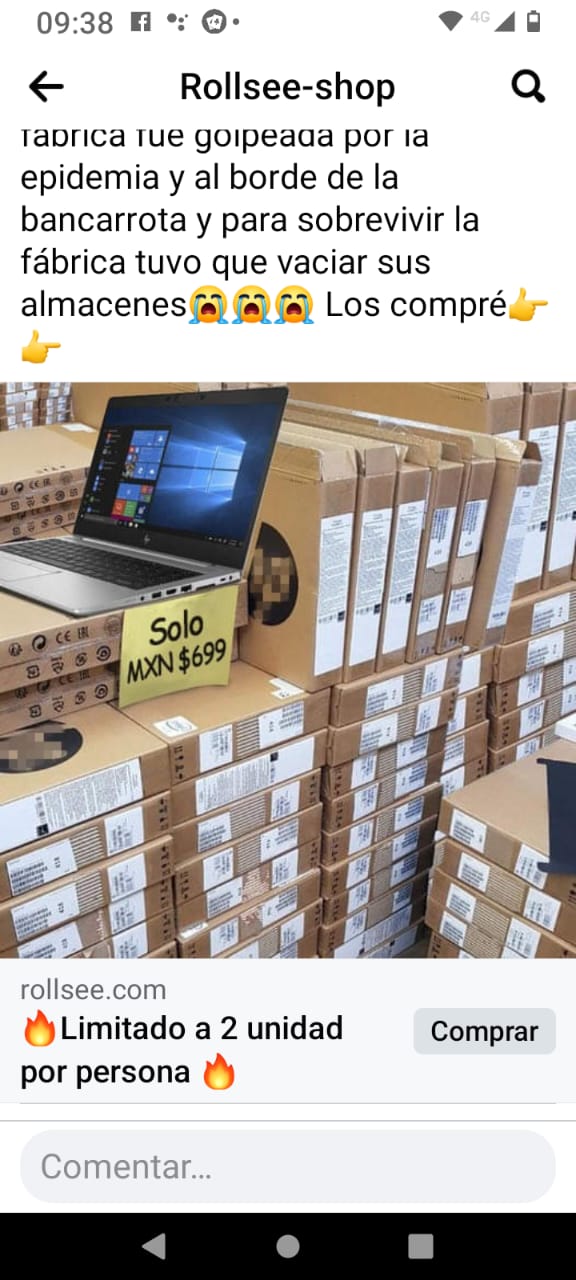 09:38
4G
Rollsee-shop
fábrica fue golpeada por la
epidemia y al borde de la
bancarrota y para sobrevivir la
fábrica tuvo que vaciar sus
almacenes😭😭😭 Los compré👉
👉
Solo
MXN $699
rollsee.com
🔥Limitado a 2 unidad
por persona 🔥
Comprar
Comentar...